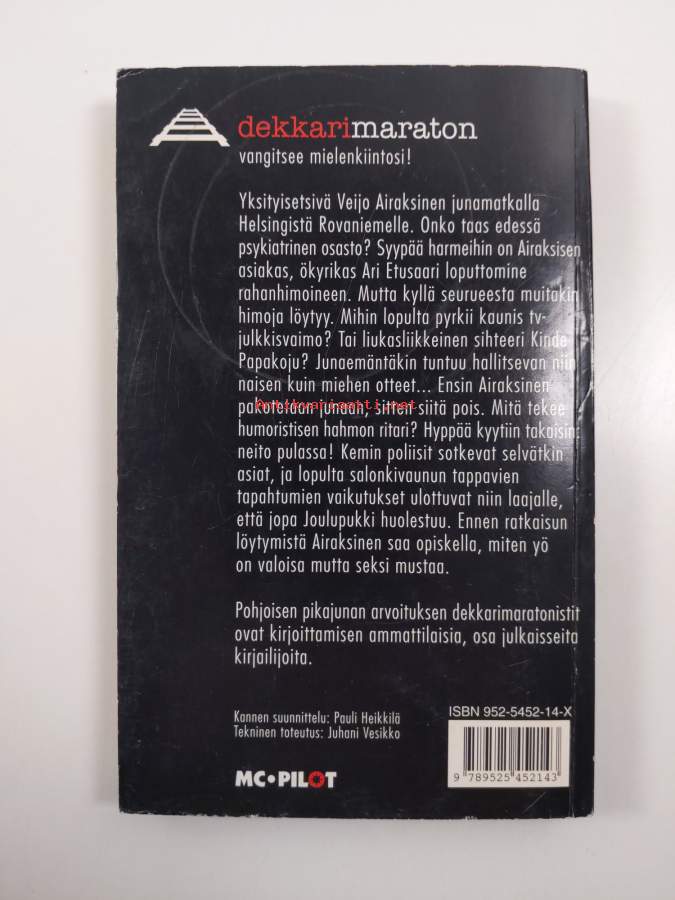 dekkarimaraton
vangitsee mielenkiintosi!
Yksityisetsivä Veijo Airaksinen junamatkalla
Helsingistä Rovaniemelle. Onko taas edessä
psykiatrinen osasto? Syypää harmeihin on Airaksisen
asiakas, ökyrikas Ari Etusaari loputtomine
rahanhimoineen. Mutta kyllä seurueesta muitakin
himoja löytyy. Mihin lopulta pyrkii kaunis tv-
julkkisvaimo? Tai liukasliikkeinen sihteeri Kinde
Papakoju? Junaemäntäkin tuntuu hallitsevan niin
naisen kuin miehen otteet... Ensin Airaksinen
pakotetaan junaan, sitten siitä pois. Mitä tekee
Antikvariaatti.net
humoristisen hahmon ritari? Hyppää kyytiin takaisin:
neito pulassa! Kemin poliisit sotkevat selvätkin
asiat, ja lopulta salonkivaunun tappavien
tapahtumien vaikutukset ulottuvat niin laajalle,
että jopa Joulupukki huolestuu. Ennen ratkaisun
löytymistä Airaksinen saa opiskella, miten yö
on valoisa mutta seksi mustaa.
Pohjoisen pikajunan arvoituksen dekkarimaratonistit
ovat kirjoittamisen ammattilaisia, osa julkaisseita
kirjailijoita.
Kannen suunnittelu: Pauli Heikkilä
Tekninen toteutus: Juhani Vesikko
MC•PILOT
ISBN 952-5452-14-X
9 789525 452143